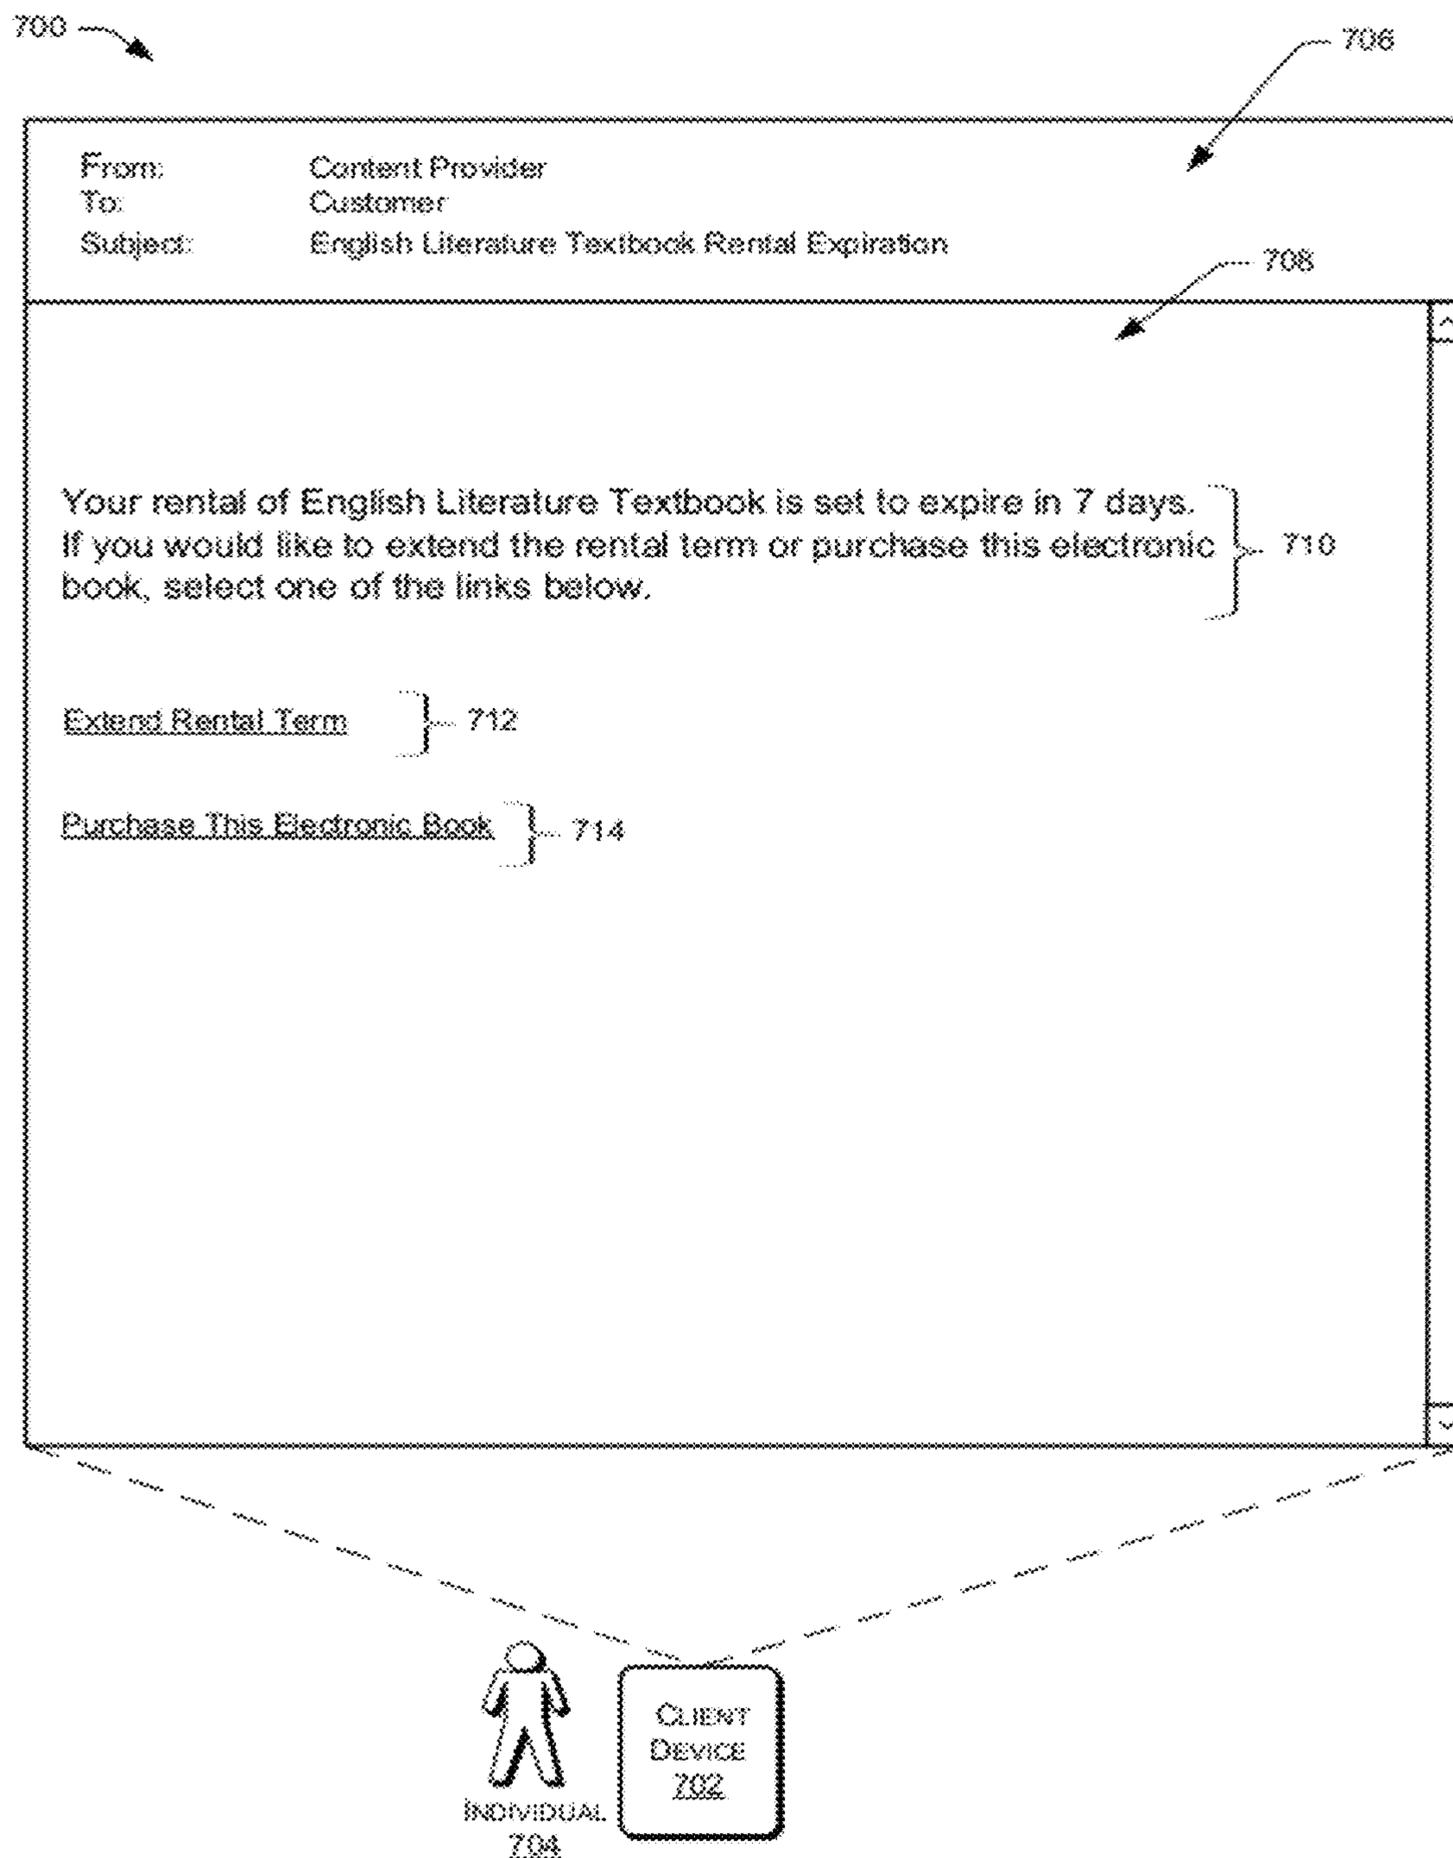 700
706
From: Content Provider
To: Customer
Subject: English Literature Textbook Rental Expiration
708
Your rental of English Literature Textbook is set to expire in 7 days.
If you would like to extend the rental term or purchase this electronic
book, select one of the links below.
710
Extend Rental Term
712
Purchase This Electronic Book
714
CLIENT
DEVICE
702
INDIVIDUAL
704